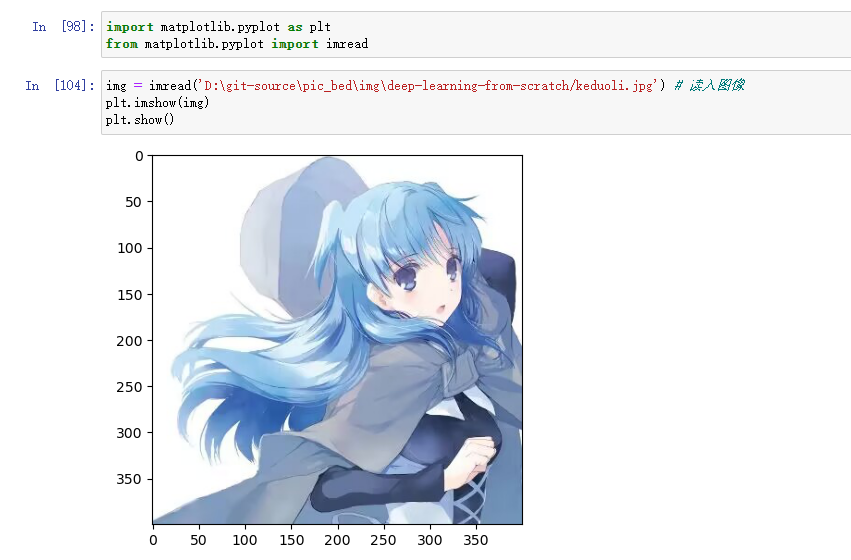 In [98]: import matplotlib.pyplot as plt
from matplotlib.pyplot import imread
In [104]: img = imread('D:\git-source\pic_bed\img\deep-learning-from-scratch/keduoli.jpg') # 读入图像
plt.imshow(img)
plt.show()
0
50
100
150
200
250
300
350
0 50 100 150 200 250 300 350